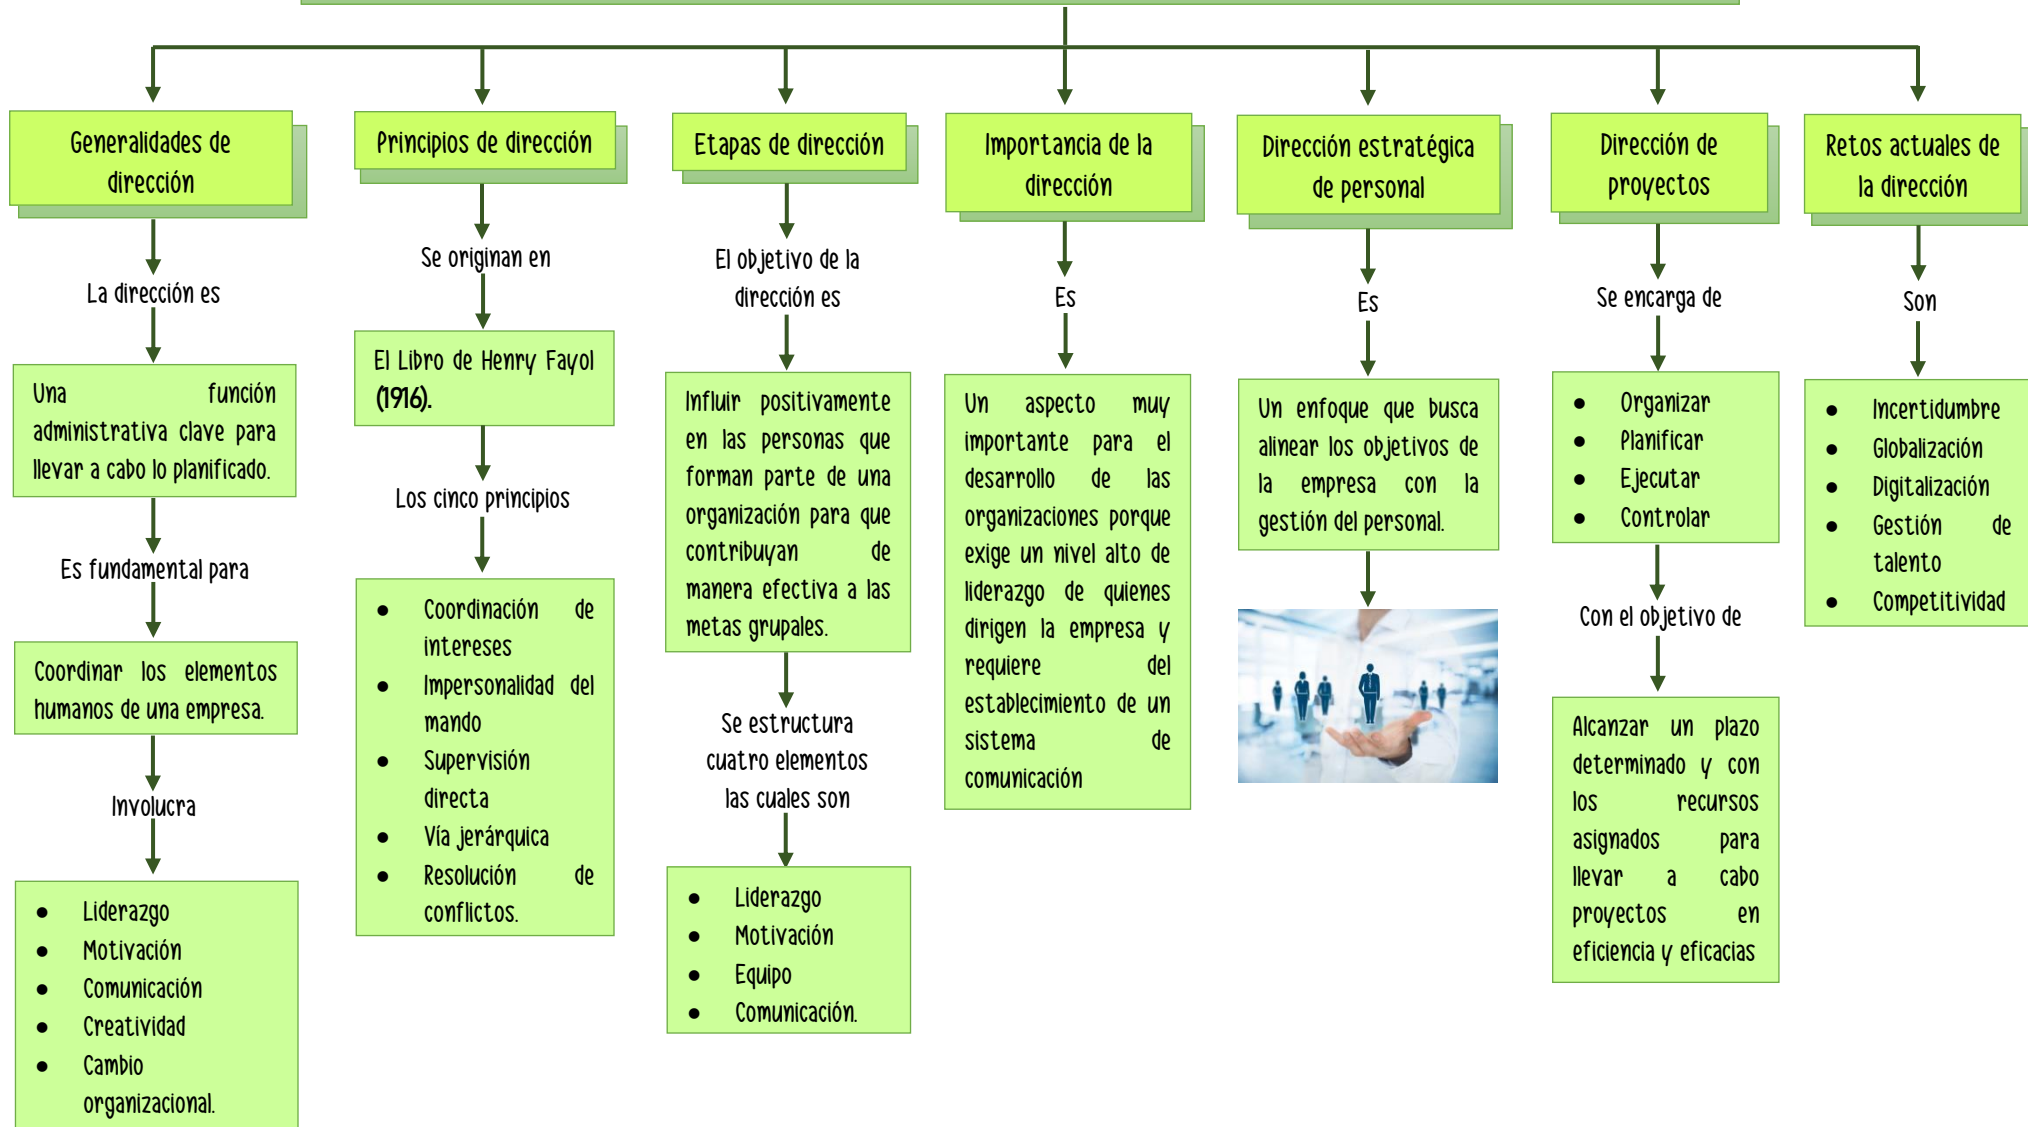 Generalidades de
dirección
La dirección es
Una función
administrativa clave para
llevar a cabo lo planificado.
Es fundamental para
Coordinar los elementos
humanos de una empresa.
Involucra
● Liderazgo
● Motivación
● Comunicación
● Creatividad
● Cambio
organizacional.
Principios de dirección
Se originan en
El Libro de Henry Fayol
(1916).
Los cinco principios
● Coordinación de
intereses
● Impersonalidad del
mando
● Supervisión
directa
● Vía jerárquica
● Resolución de
conflictos.
Etapas de dirección
El objetivo de la
dirección es
Influir positivamente
en las personas que
forman parte de una
organización para que
contribuyan de
manera efectiva a las
metas grupales.
Se estructura
cuatro elementos
las cuales son
● Liderazgo
● Motivación
● Equipo
● Comunicación.
Importancia de la
dirección
Es
Un aspecto muy
importante para el
desarrollo de las
organizaciones porque
exige un nivel alto de
liderazgo de quienes
dirigen la empresa y
requiere del
establecimiento de un
sistema de
comunicación
Dirección estratégica
de personal
Es
Un enfoque que busca
alinear los objetivos de
la empresa con la
gestión del personal.
Dirección de
proyectos
Se encarga de
● Organizar
● Planificar
● Ejecutar
● Controlar
Con el objetivo de
Alcanzar un plazo
determinado y con
los recursos
asignados para
llevar a cabo
proyectos en
eficiencia y eficacias
Retos actuales de
la dirección
Son
● Incertidumbre
● Globalización
● Digitalización
● Gestión de
talento
● Competitividad